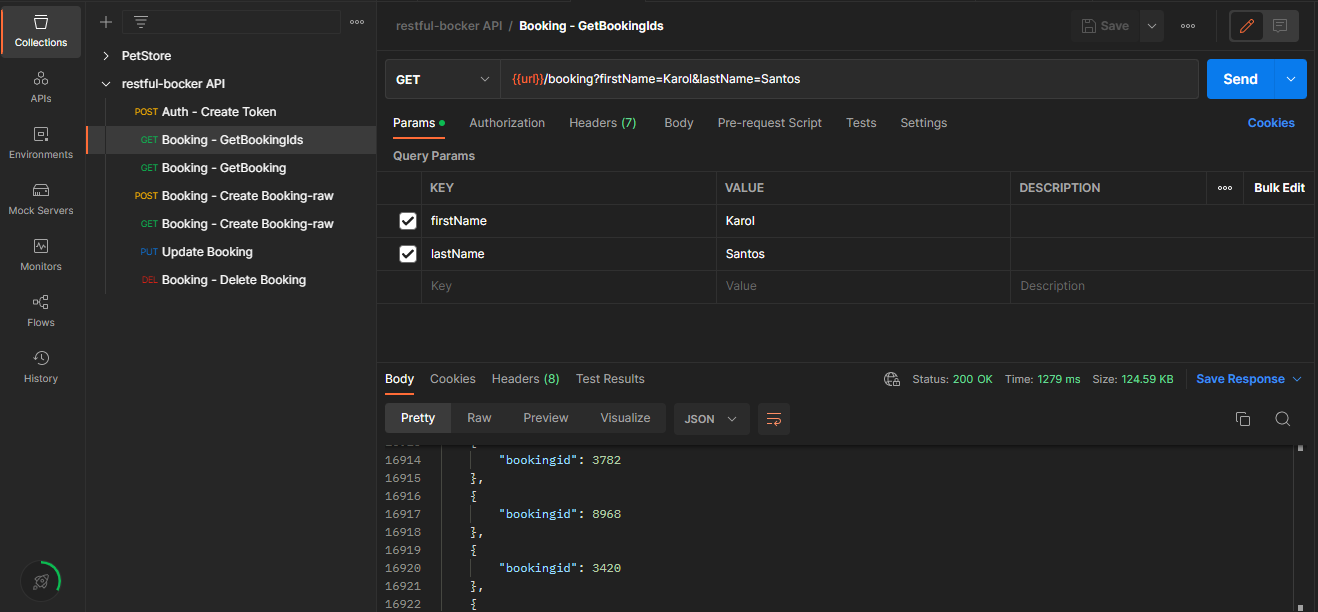 Collections
APIs
Environments
Mock Servers
Monitors
Flows
History
PetStore
restful-bocker API
POST Auth - Create Token
GET Booking - GetBookingIds
GET Booking - GetBooking
POST Booking - Create Booking-raw
GET Booking - Create Booking-raw
PUT Update Booking
DEL Booking - Delete Booking
restful-bocker API / Booking - GetBookingIds
Save
GET {{url}}/booking?firstName=Karol&lastName=Santos Send
Params Authorization Headers (7) Body Pre-request Script Tests Settings Cookies
Query Params
KEY VALUE DESCRIPTION Bulk Edit
firstName Karol
lastName Santos
Key Value Description
Body Cookies Headers (8) Test Results Status: 200 OK Time: 1279 ms Size: 124.59 KB Save Response
Pretty Raw Preview Visualize JSON
{
16914 "bookingid": 3782
16915 },
16916 {
16917 "bookingid": 8968
16918 },
16919 {
16920 "bookingid": 3420
16921 },
16922 {